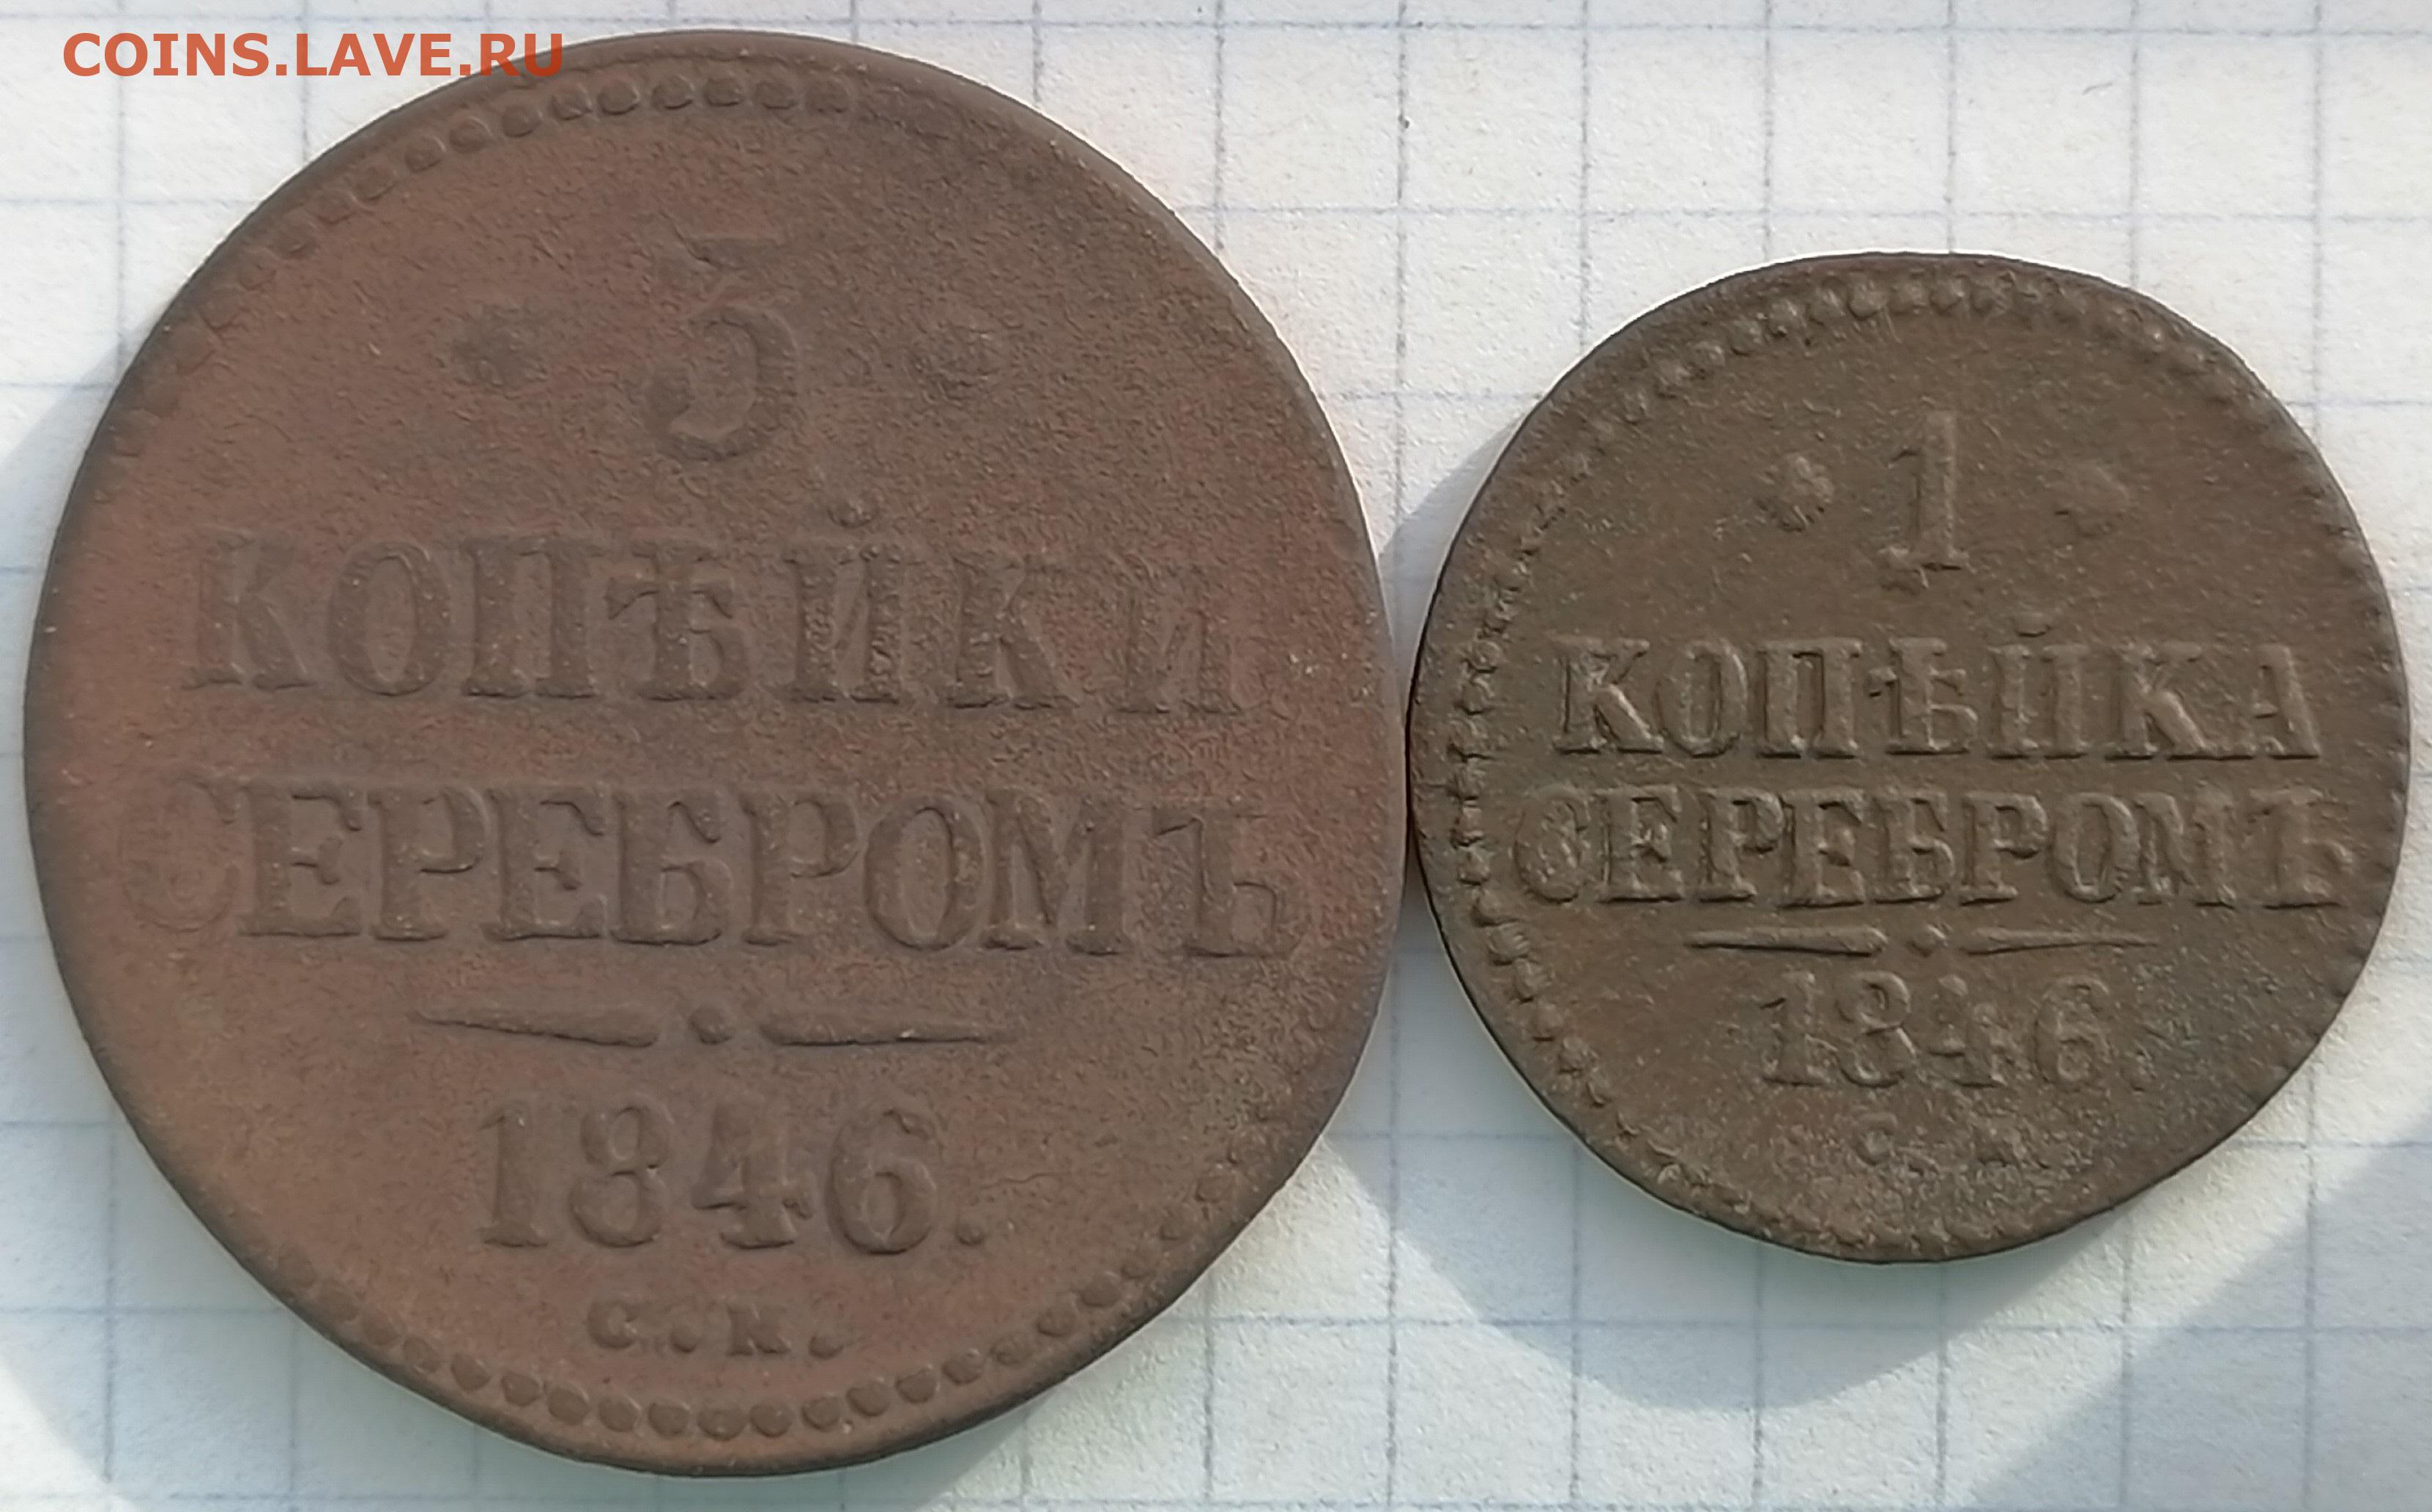 COINS.LAVE.RU
3
КОПѢЙКИ
СЕРЕБРОМЪ
1846.
С.М.
1
КОПѢЙКА
СЕРЕБРОМЪ
1846.
С.М.